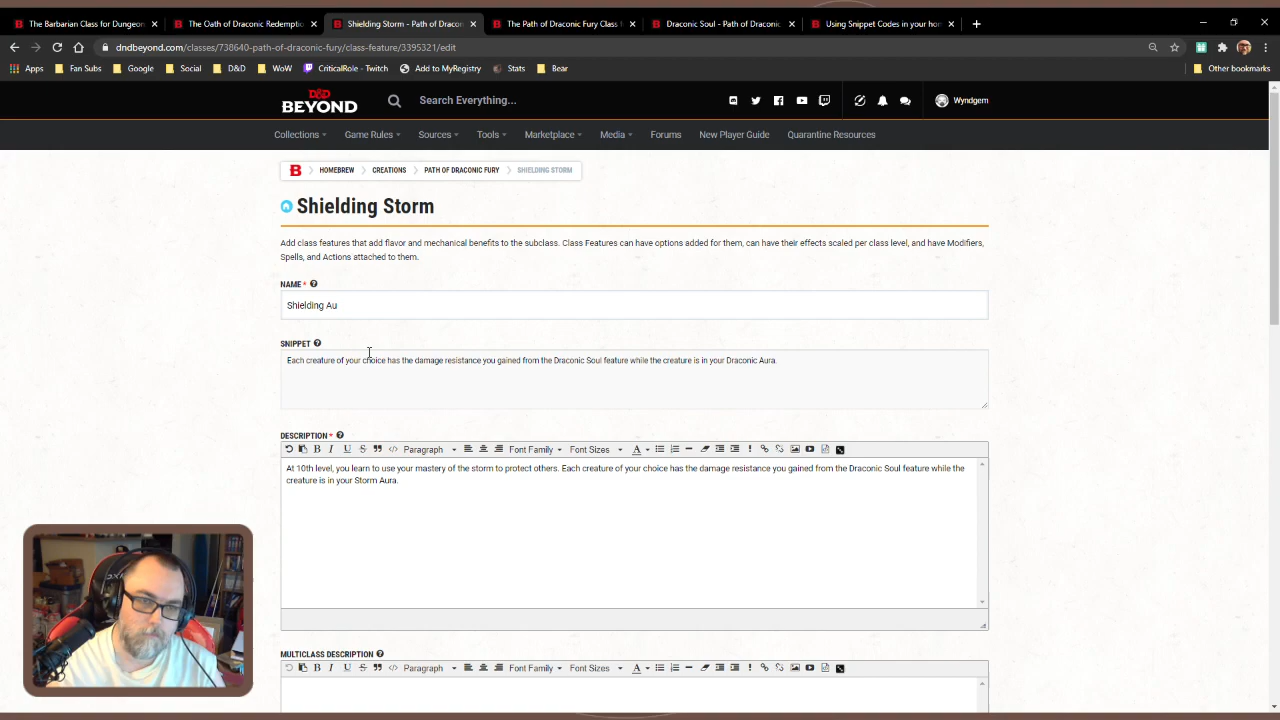 The Barbarian Class for Dungeon
The Oath of Draconic Redemptio
Shielding Storm - Path of Dracon
The Path of Draconic Fury Class
Draconic Soul - Path of Draconic
Using Snippet Codes in your hom
dndbeyond.com/classes/738640-path-of-draconic-fury/class-feature/3395321/edit
Apps
Fan Subs
Google
Social
D&D
WoW
CriticalRole - Twitch
Add to MyRegistry
Stats
Bear
Other bookmarks
D&D
BEYOND
Search Everything...
Wyndgem
Collections
Game Rules
Sources
Tools
Marketplace
Media
Forums
New Player Guide
Quarantine Resources
B
HOMEBREW
CREATIONS
PATH OF DRACONIC FURY
SHIELDING STORM
Shielding Storm
Add class features that add flavor and mechanical benefits to the subclass. Class Features can have options added for them, can have their effects scaled per class level, and have Modifiers,
Spells, and Actions attached to them.
NAME *
Shielding Au
SNIPPET
Each creature of your choice has the damage resistance you gained from the Draconic Soul feature while the creature is in your Draconic Aura.
DESCRIPTION *
B I U S Paragraph Font Family Font Sizes A
At 10th level, you learn to use your mastery of the storm to protect others. Each creature of your choice has the damage resistance you gained from the Draconic Soul feature while the
creature is in your Storm Aura.
MULTICLASS DESCRIPTION
B I U S Paragraph Font Family Font Sizes A